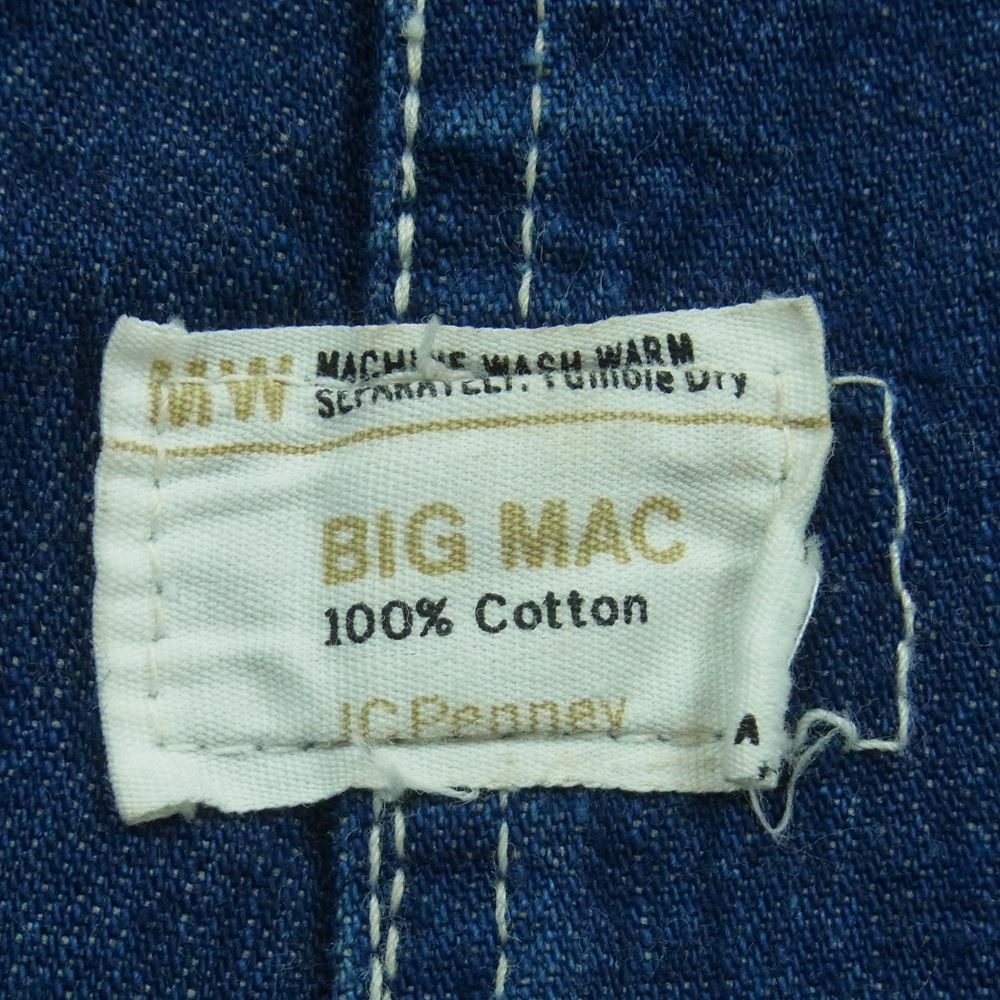 MW MACHINE WASH WARM
SEPARATELY. Tumble Dry
BIG MAC
100% Cotton
JCPenney
A